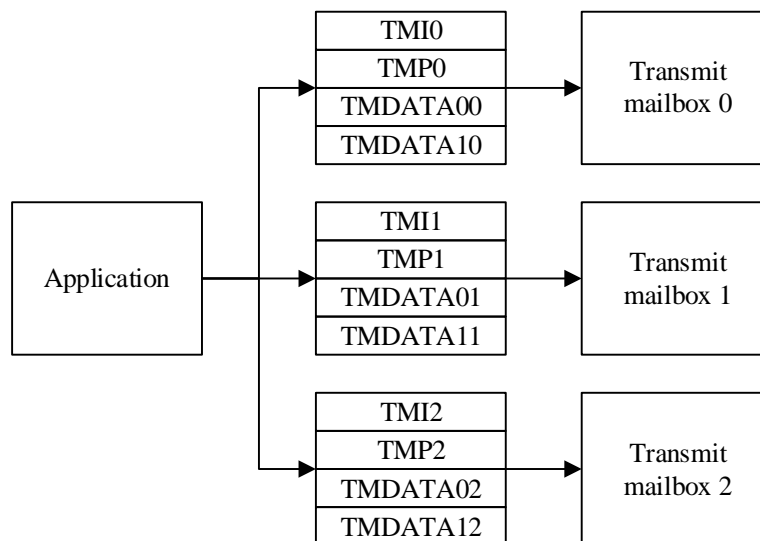 Application
TMI0
TMP0
TMDATA00
TMDATA10
Transmit
mailbox 0
TMI1
TMP1
TMDATA01
TMDATA11
Transmit
mailbox 1
TMI2
TMP2
TMDATA02
TMDATA12
Transmit
mailbox 2